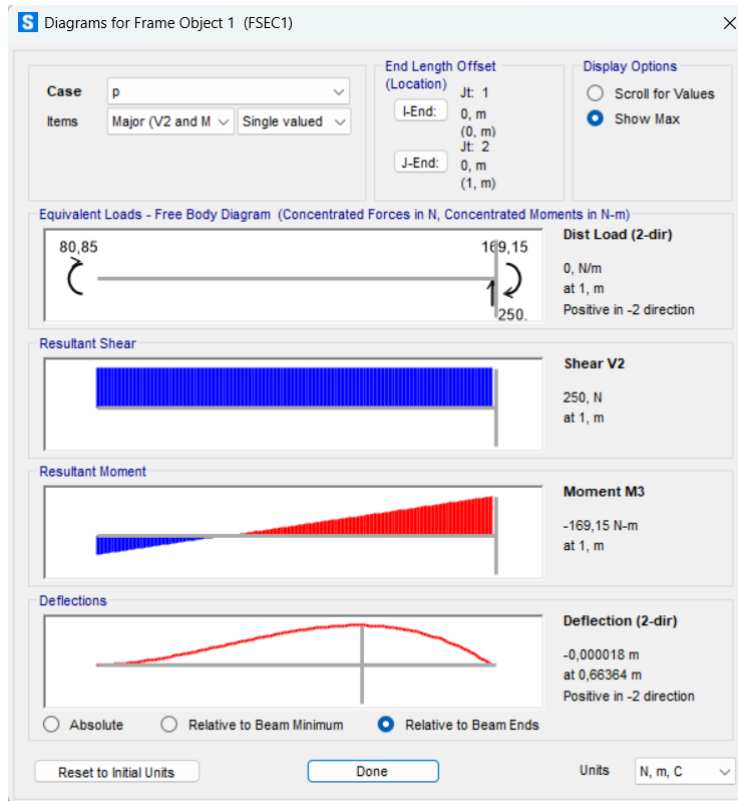 S Diagrams for Frame Object 1 (FSEC1)
Case p
Items Major (V2 and M Single valued
End Length Offset
(Location)
Jt: 1
I-End: 0, m
(0, m)
Jt: 2
J-End: 0, m
(1, m)
Display Options
Scroll for Values
Show Max
Equivalent Loads - Free Body Diagram (Concentrated Forces in N, Concentrated Moments in N-m)
80,85 169,15
250.
Dist Load (2-dir)
0, N/m
at 1, m
Positive in -2 direction
Resultant Shear
Shear V2
250, N
at 1, m
Resultant Moment
Moment M3
-169,15 N-m
at 1, m
Deflections
Deflection (2-dir)
-0,000018 m
at 0,66364 m
Positive in -2 direction
Absolute Relative to Beam Minimum Relative to Beam Ends
Reset to Initial Units Done Units N, m, C